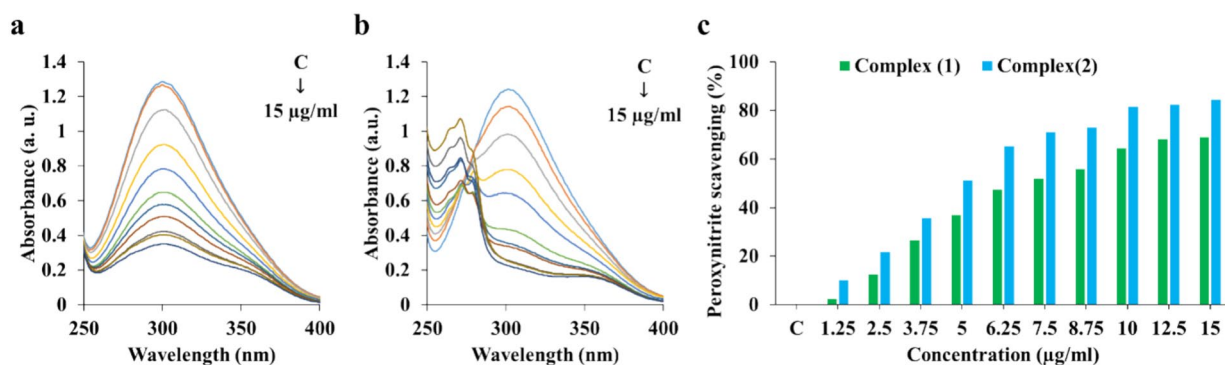 a
Absorbance (a. u.)
1.4
1.2
1
0.8
0.6
0.4
0.2
0
250 300 350 400
Wavelength (nm)
C
↓
15 µg/ml
b
Absorbance (a.u.)
1.4
1.2
1
0.8
0.6
0.4
0.2
0
250 300 350 400
Wavelength (nm)
C
↓
15 µg/ml
c
Peroxynitrite scavenging (%)
100
80
60
40
20
0
Complex (1) Complex(2)
C 1.25 2.5 3.75 5 6.25 7.5 8.75 10 12.5 15
Concentration (µg/ml)